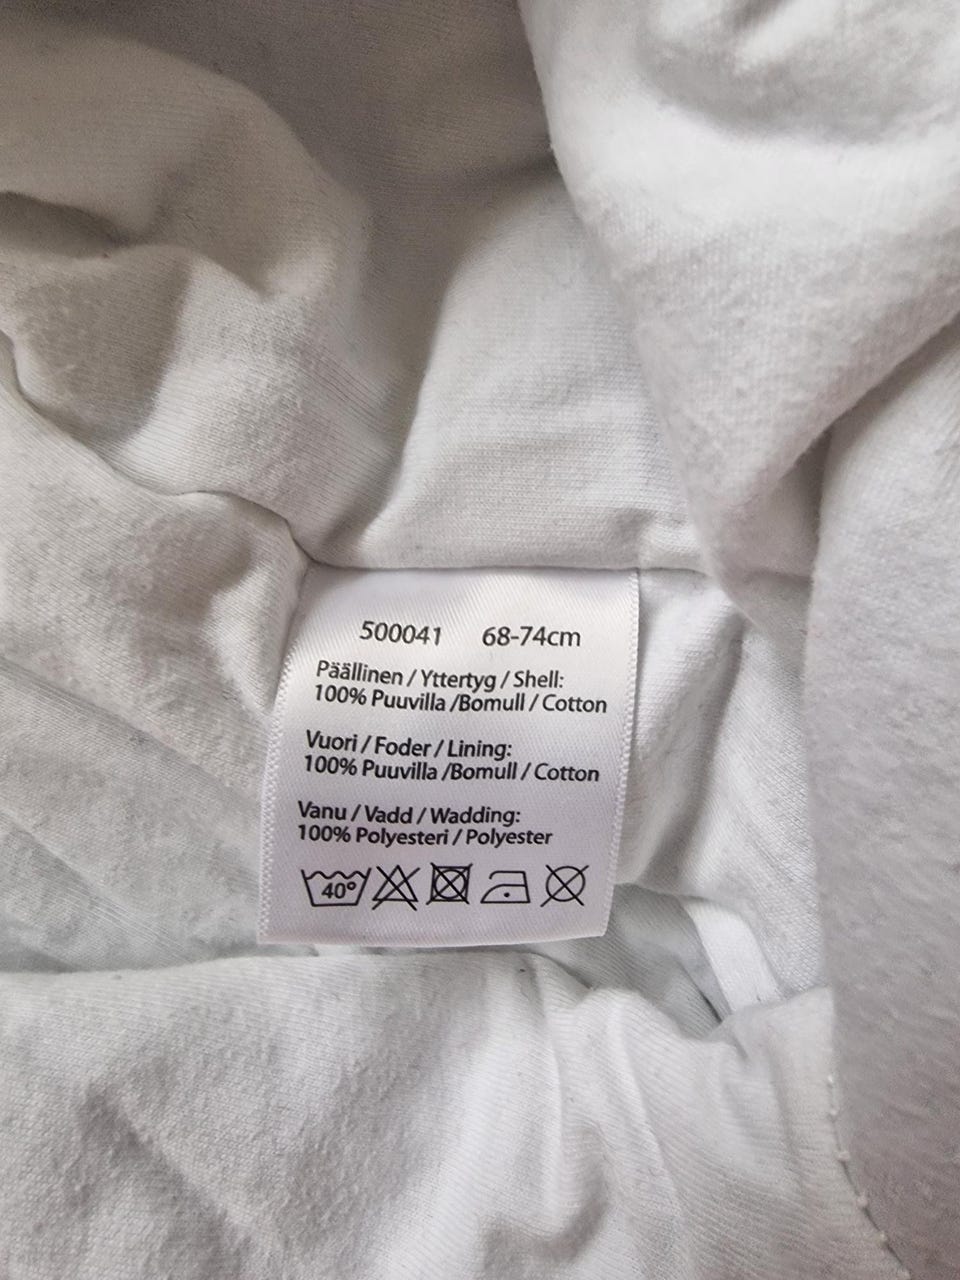 500041 68-74cm
Päällinen / Yttertyg / Shell:
100% Puuvilla /Bomull / Cotton
Vuori / Foder / Lining:
100% Puuvilla /Bomull / Cotton
Vanu / Vadd / Wadding:
100% Polyesteri / Polyester
40°